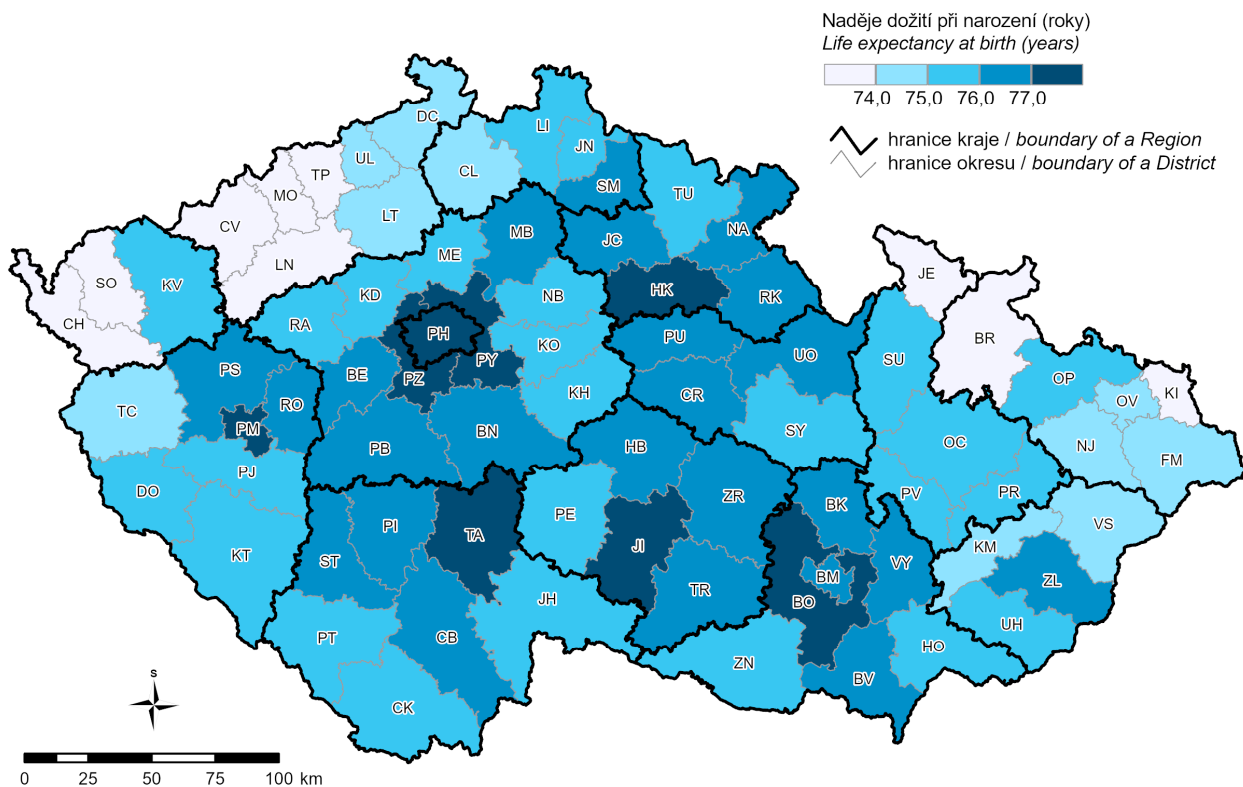 Naděje dožití při narození (roky)
Life expectancy at birth (years)
74,0 75,0 76,0 77,0
hranice kraje / boundary of a Region
hranice okresu / boundary of a District
DC
LI
JN
UL
TP
CL
SM
MO
TU
LT
CV
MB
JC
NA
ME
LN
JE
SO
KV
KD
NB
HK
RK
CH
RA
PH
KO
PU
BR
PY
UO
SU
PS
BE
PZ
OP
RO
KH
CR
KI
TC
OV
PM
BN
SY
OC
NJ
PB
HB
FM
PJ
DO
ZR
PV
PR
PE
BK
VS
PI
TA
JI
KM
KT
ST
VY
BM
ZL
TR
BO
JH
UH
PT
CB
HO
ZN
BV
CK
S
0 25 50 75 100 km